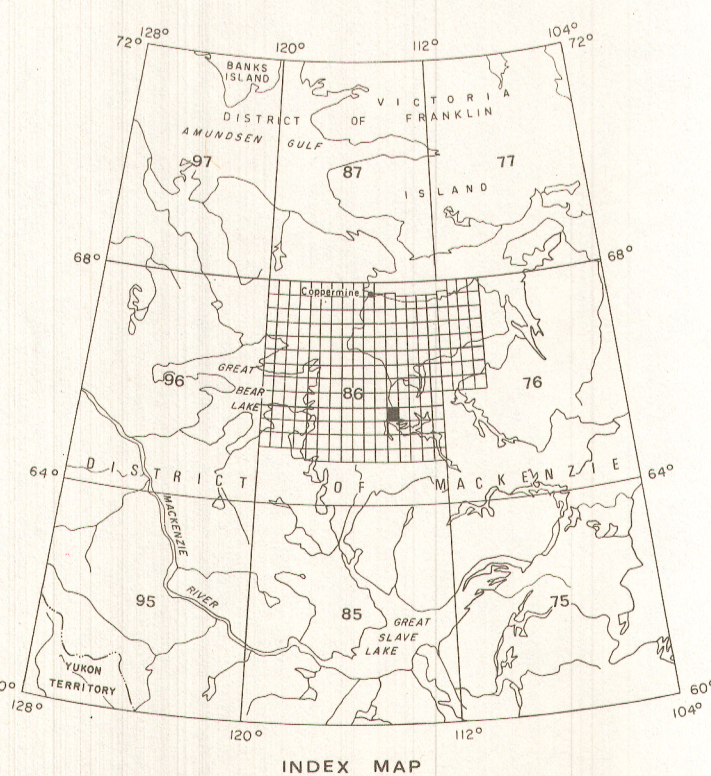 128°
72°
120°
112°
104°
72°
BANKS
ISLAND
VICTORIA
DISTRICT OF FRANKLIN
AMUNDSEN GULF
97
87
77
ISLAND
68°
68°
Coppermine
GREAT
96
BEAR
86
76
LAKE
64°
DISTRICT OF MACKENZIE
64°
MACKENZIE
RIVER
95
85
75
GREAT
SLAVE
LAKE
YUKON
TERRITORY
0°
128°
60°
104°
120°
112°
INDEX MAP